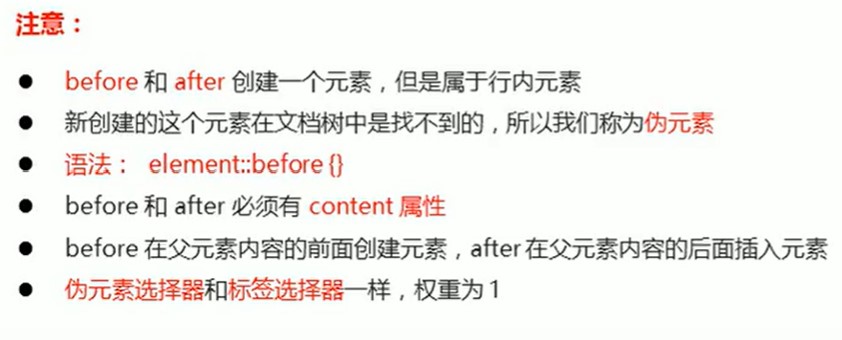 注意：
● before 和 after 创建一个元素，但是属于行内元素
● 新创建的这个元素在文档树中是找不到的，所以我们称为伪元素
● 语法： element::before {}
● before 和 after 必须有 content 属性
● before 在父元素内容的前面创建元素，after 在父元素内容的后面插入元素
● 伪元素选择器和标签选择器一样，权重为 1